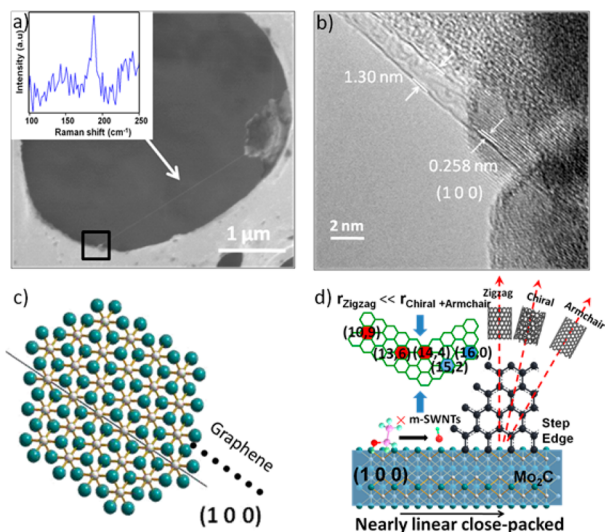 a)
Intensity (a.u)
100 150 200 250
Raman shift (cm-1)
1 μm
b)
1.30 nm
0.258 nm
(1 0 0)
2 nm
c)
Graphene
(1 0 0)
d)
rZigzag << rChiral +Armchair
Zigzag
Chiral
Armchair
(10,9)
(13,6)
(14,4)
(16,0)
(15,2)
m-SWNTs
Step
Edge
(1 0 0)
Mo2C
Nearly linear close-packed